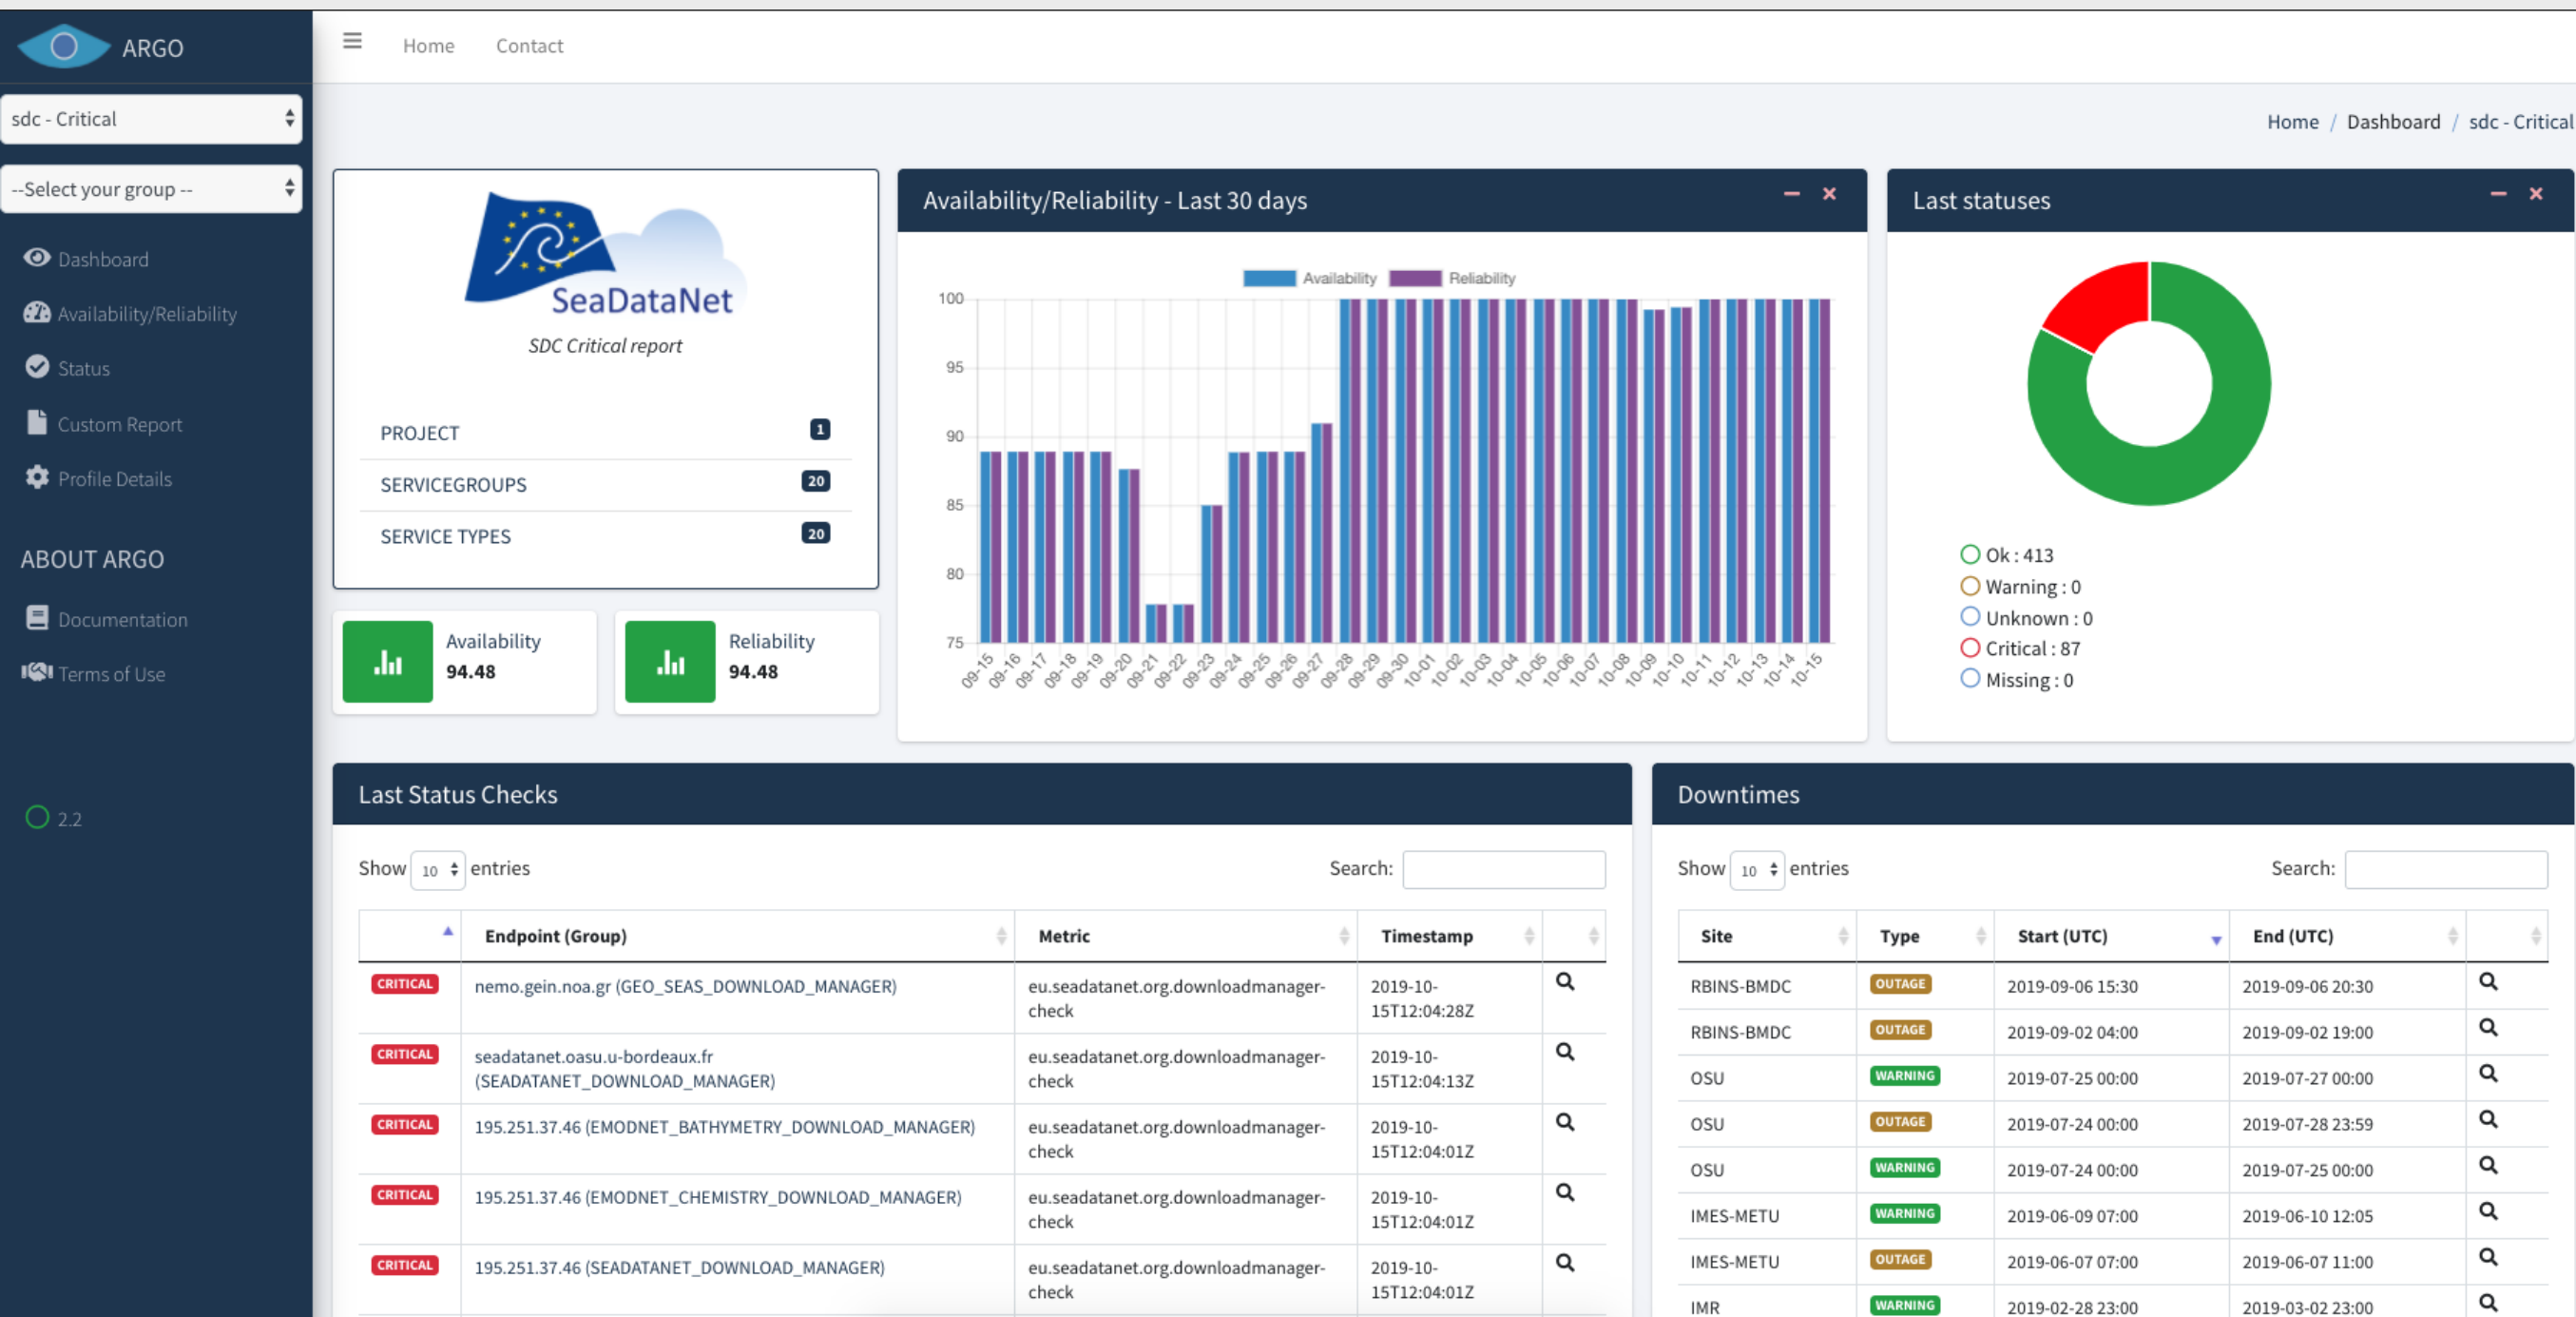 ARGO
Home Contact
sdc - Critical
--Select your group --
Dashboard
Availability/Reliability
Status
Custom Report
Profile Details
ABOUT ARGO
Documentation
Terms of Use
2.2
Home / Dashboard / sdc - Critical
SeaDataNet
SDC Critical report
PROJECT 1
SERVICEGROUPS 20
SERVICE TYPES 20
Availability
94.48
Reliability
94.48
Availability/Reliability - Last 30 days
Availability Reliability
100
95
90
85
80
75
09-15 09-16 09-17 09-18 09-19 09-20 09-21 09-22 09-23 09-24 09-25 09-26 09-27 09-28 09-29 09-30 10-01 10-02 10-03 10-04 10-05 10-06 10-07 10-08 10-09 10-10 10-11 10-12 10-13 10-14 10-15
Last statuses
Ok : 413
Warning : 0
Unknown : 0
Critical : 87
Missing : 0
Last Status Checks
Show 10 entries Search:
Endpoint (Group) Metric Timestamp
CRITICAL nemo.gein.noa.gr (GEO_SEAS_DOWNLOAD_MANAGER) eu.seadatanet.org.downloadmanager- 2019-10-
check 15T12:04:28Z
CRITICAL seadatanet.oasu.u-bordeaux.fr eu.seadatanet.org.downloadmanager- 2019-10-
(SEADATANET_DOWNLOAD_MANAGER) check 15T12:04:13Z
CRITICAL 195.251.37.46 (EMODNET_BATHYMETRY_DOWNLOAD_MANAGER) eu.seadatanet.org.downloadmanager- 2019-10-
check 15T12:04:01Z
CRITICAL 195.251.37.46 (EMODNET_CHEMISTRY_DOWNLOAD_MANAGER) eu.seadatanet.org.downloadmanager- 2019-10-
check 15T12:04:01Z
CRITICAL 195.251.37.46 (SEADATANET_DOWNLOAD_MANAGER) eu.seadatanet.org.downloadmanager- 2019-10-
check 15T12:04:01Z
Downtimes
Show 10 entries Search:
Site Type Start (UTC) End (UTC)
RBINS-BMDC OUTAGE 2019-09-06 15:30 2019-09-06 20:30
RBINS-BMDC OUTAGE 2019-09-02 04:00 2019-09-02 19:00
OSU WARNING 2019-07-25 00:00 2019-07-27 00:00
OSU OUTAGE 2019-07-24 00:00 2019-07-28 23:59
OSU WARNING 2019-07-24 00:00 2019-07-25 00:00
IMES-METU WARNING 2019-06-09 07:00 2019-06-10 12:05
IMES-METU OUTAGE 2019-06-07 07:00 2019-06-07 11:00
IMR WARNING 2019-02-28 23:00 2019-03-02 23:00